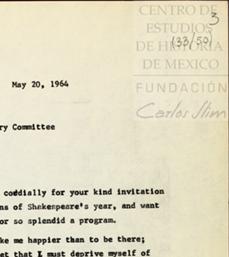 CENTRO DE
3
ESTUDIOS
(33/50)
DE HISTORIA
DE MEXICO
FUNDACIÓN
Carlos Slim
May 20, 1964
ry Committee
cordially for your kind invitation
ns of Shakespeare's year, and want
or so splendid a program.
ke me happier than to be there;
et that I must deprive myself of